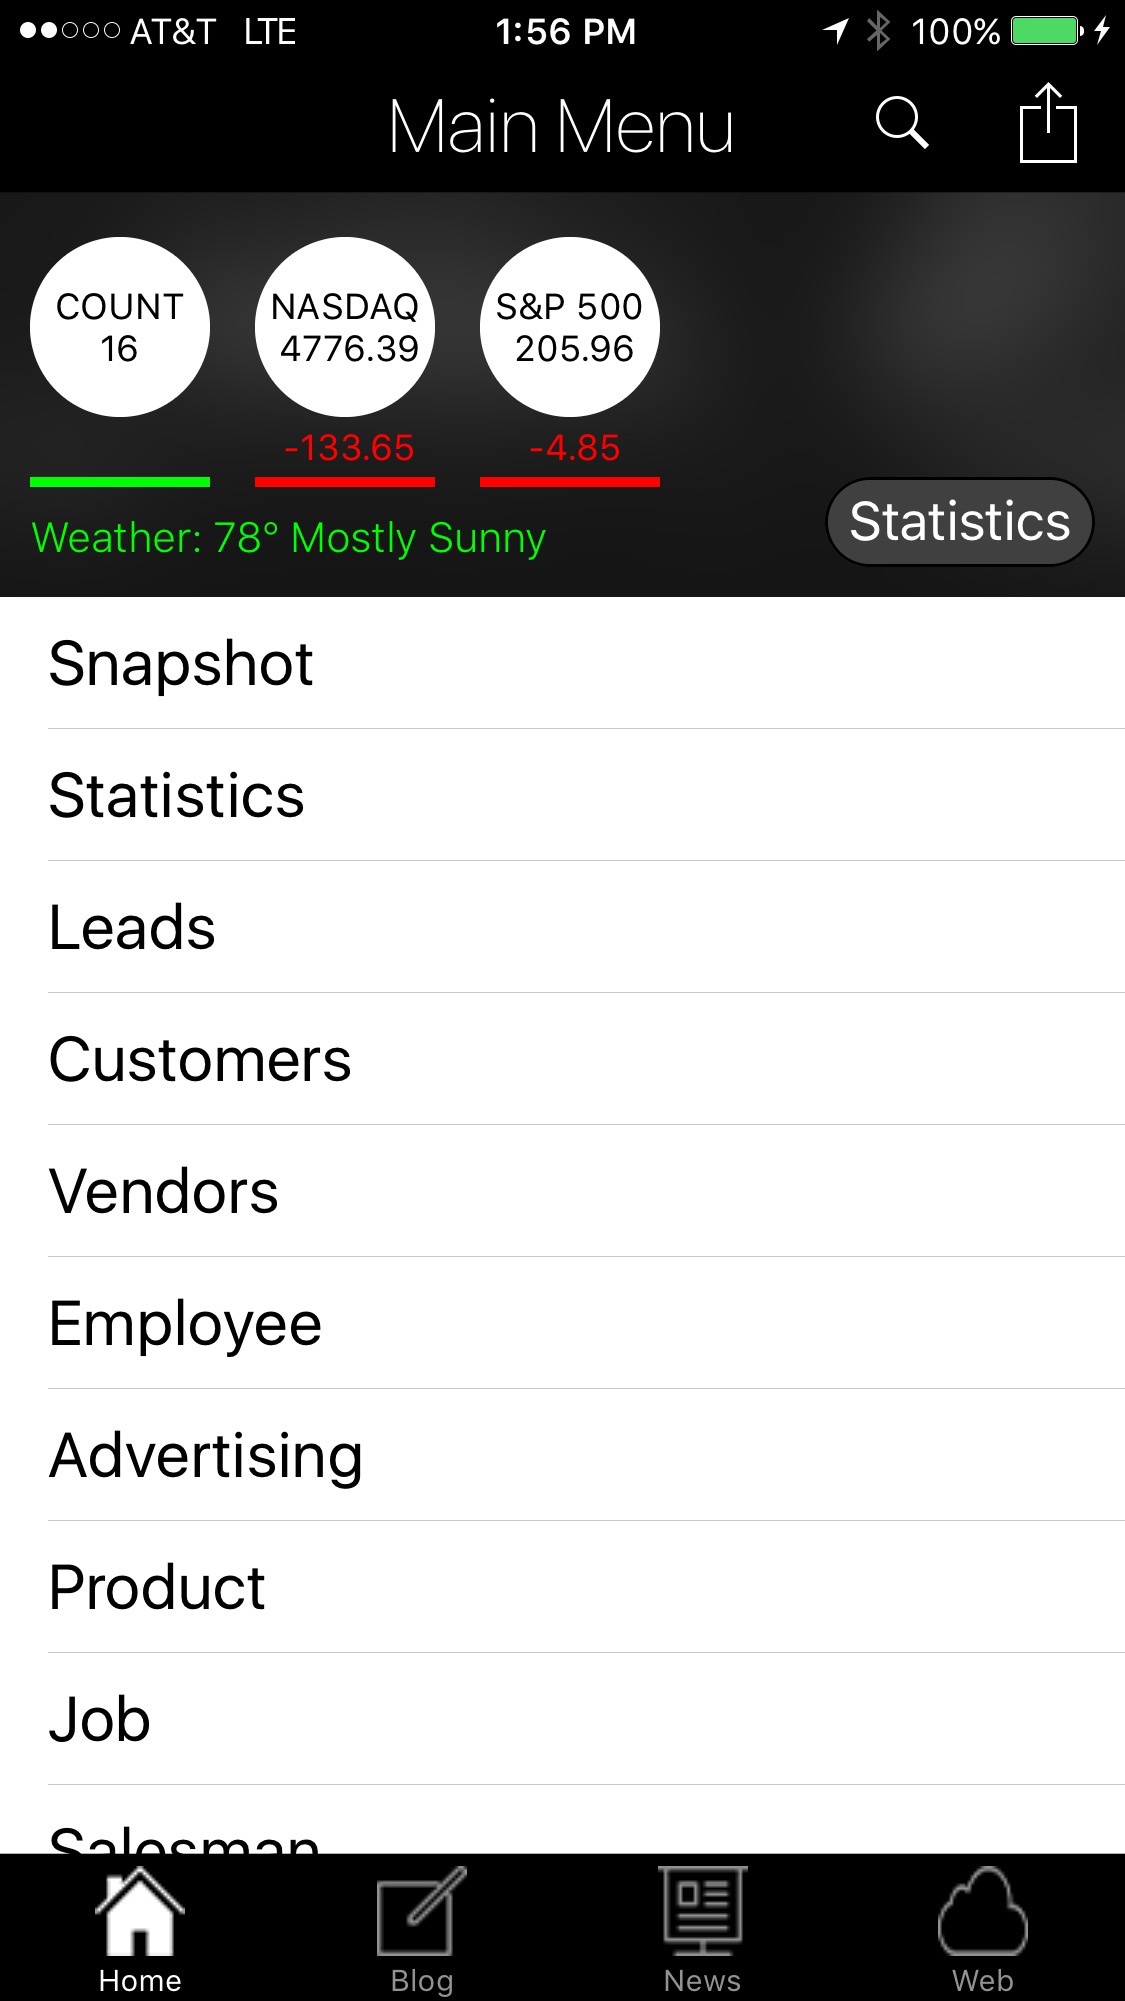 AT&T LTE 1:56 PM 100%
Main Menu
COUNT
16
NASDAQ
4776.39
S&P 500
205.96
-133.65
-4.85
Weather: 78° Mostly Sunny
Statistics
Snapshot
Statistics
Leads
Customers
Vendors
Employee
Advertising
Product
Job
Salesman
Home Blog News Web